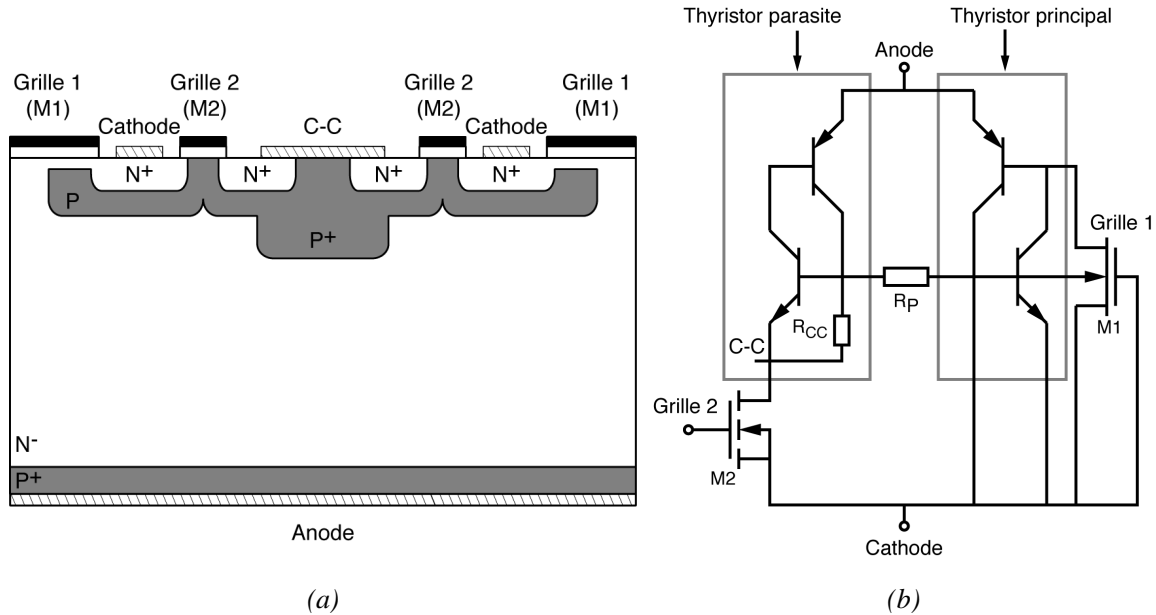 Grille 1
(M1)
Grille 2
(M2)
Grille 2
(M2)
Grille 1
(M1)
Cathode
C-C
Cathode
N+
N+
N+
N+
P
P+
N-
P+
Anode
(a)
Thyristor parasite
Thyristor principal
Anode
Grille 1
RP
RCC
M1
C-C
Grille 2
M2
Cathode
(b)